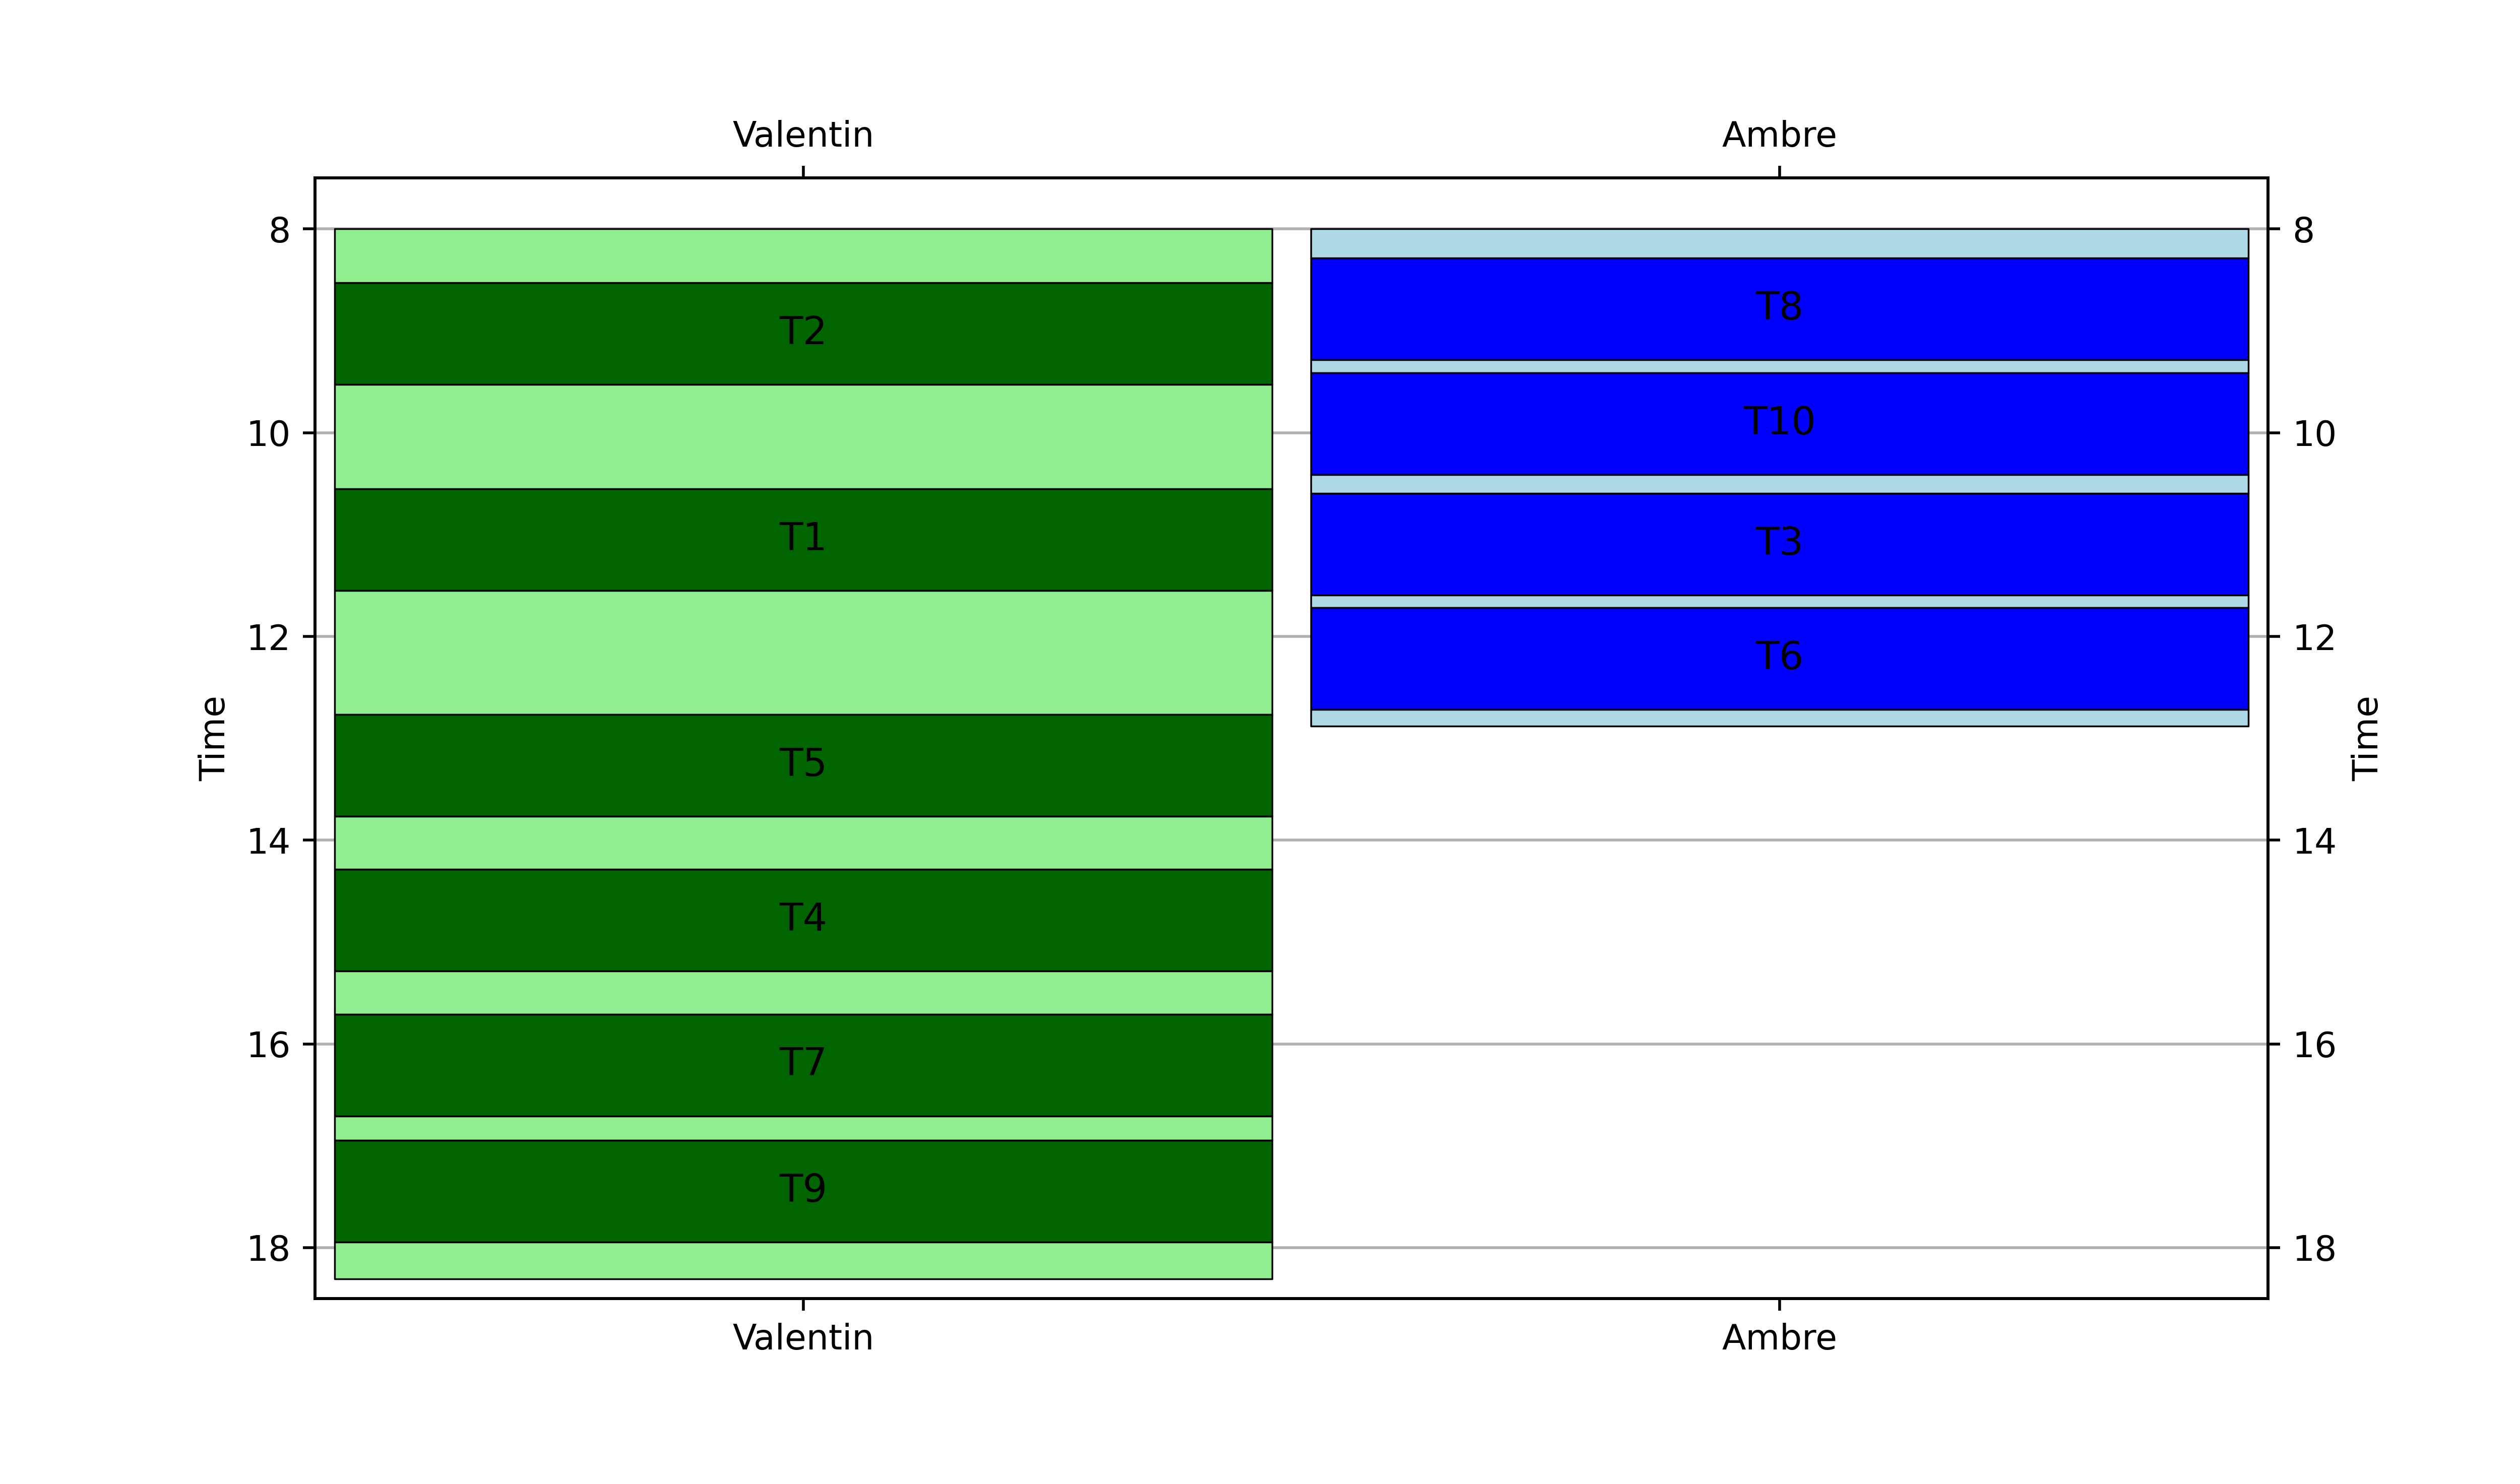 Valentin Ambre
8 8
T8
T2
T10
10 10
T1
T3
12 12
T6
Time Time
T5
14 14
T4
16 16
T7
T9
18 18
Valentin Ambre